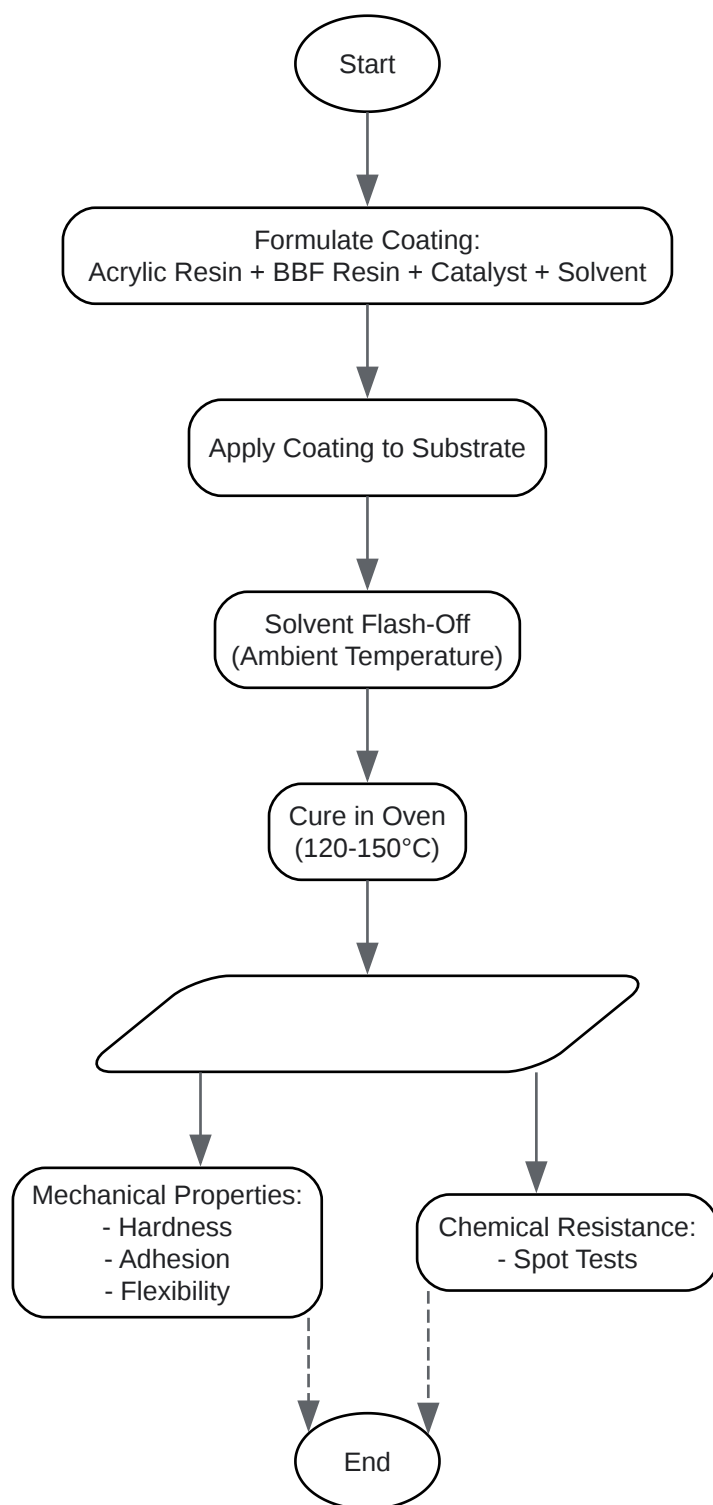 Start
Formulate Coating:
Acrylic Resin + BBF Resin + Catalyst + Solvent
Apply Coating to Substrate
Solvent Flash-Off
(Ambient Temperature)
Cure in Oven
(120-150°C)
Mechanical Properties:
- Hardness
- Adhesion
- Flexibility
Chemical Resistance:
- Spot Tests
End